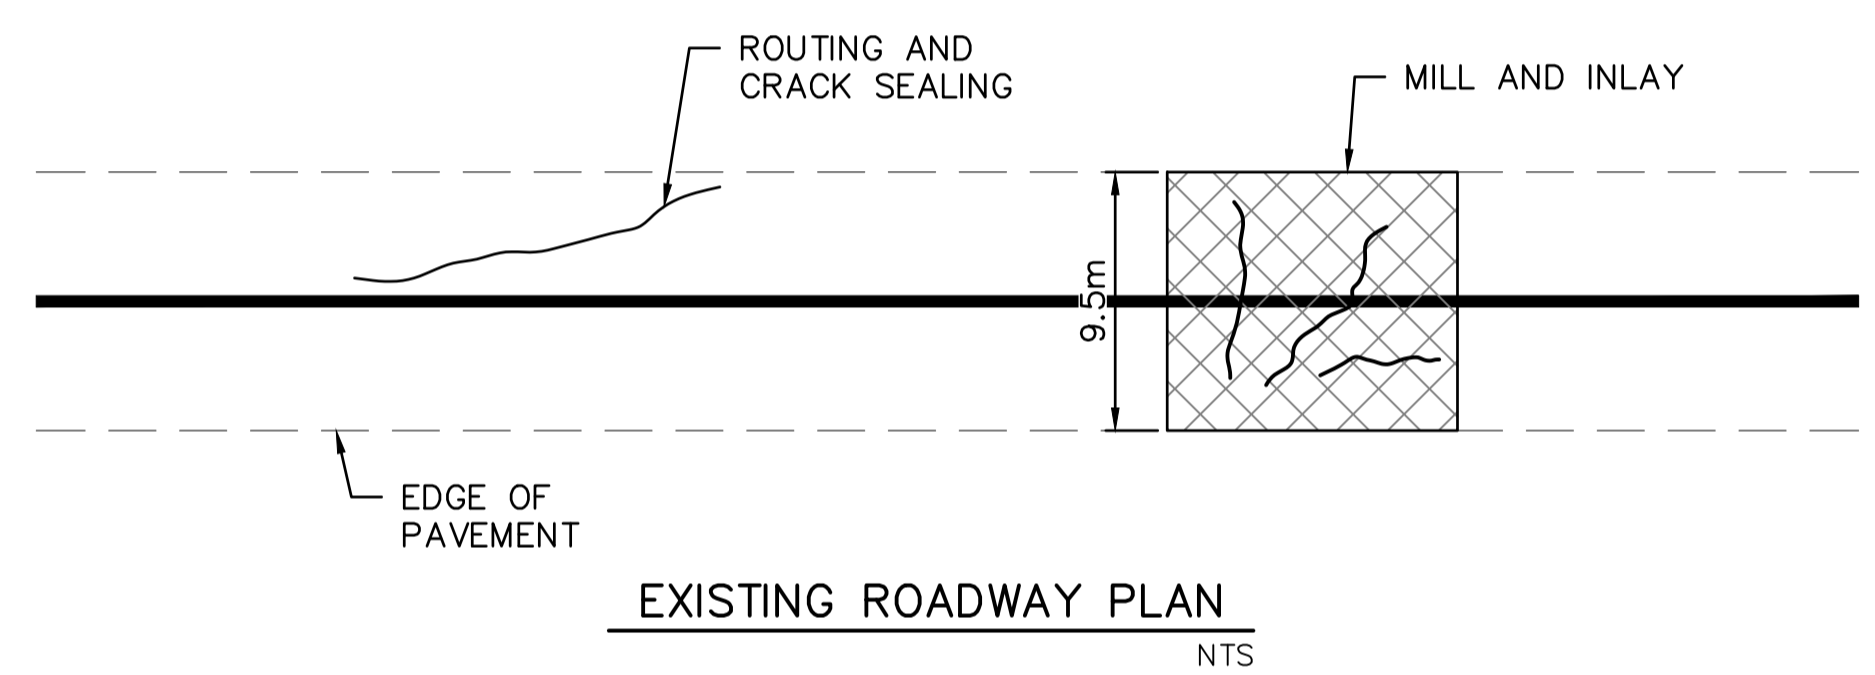 ROUTING AND
CRACK SEALING
MILL AND INLAY
9.5m
EDGE OF
PAVEMENT
EXISTING ROADWAY PLAN
NTS